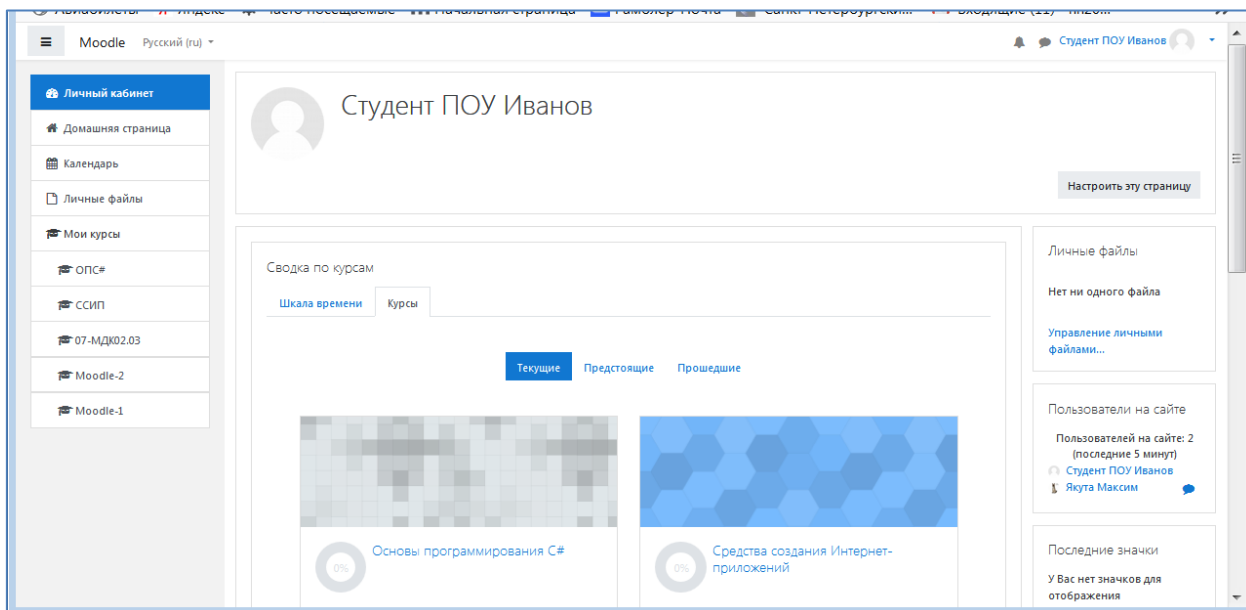 Moodle Русский (ru)
Студент ПОУ Иванов
Личный кабинет
Домашняя страница
Календарь
Личные файлы
Мои курсы
ОПС#
ССИП
07-МДК02.03
Moodle-2
Moodle-1
Студент ПОУ Иванов
Настроить эту страницу
Сводка по курсам
Шкала времени Курсы
Текущие Предстоящие Прошедшие
0% Основы программирования C#
0% Средства создания Интернет-
приложений
Личные файлы
Нет ни одного файла
Управление личными
файлами...
Пользователи на сайте
Пользователей на сайте: 2
(последние 5 минут)
Студент ПОУ Иванов
Якута Максим
Последние значки
У Вас нет значков для
отображения